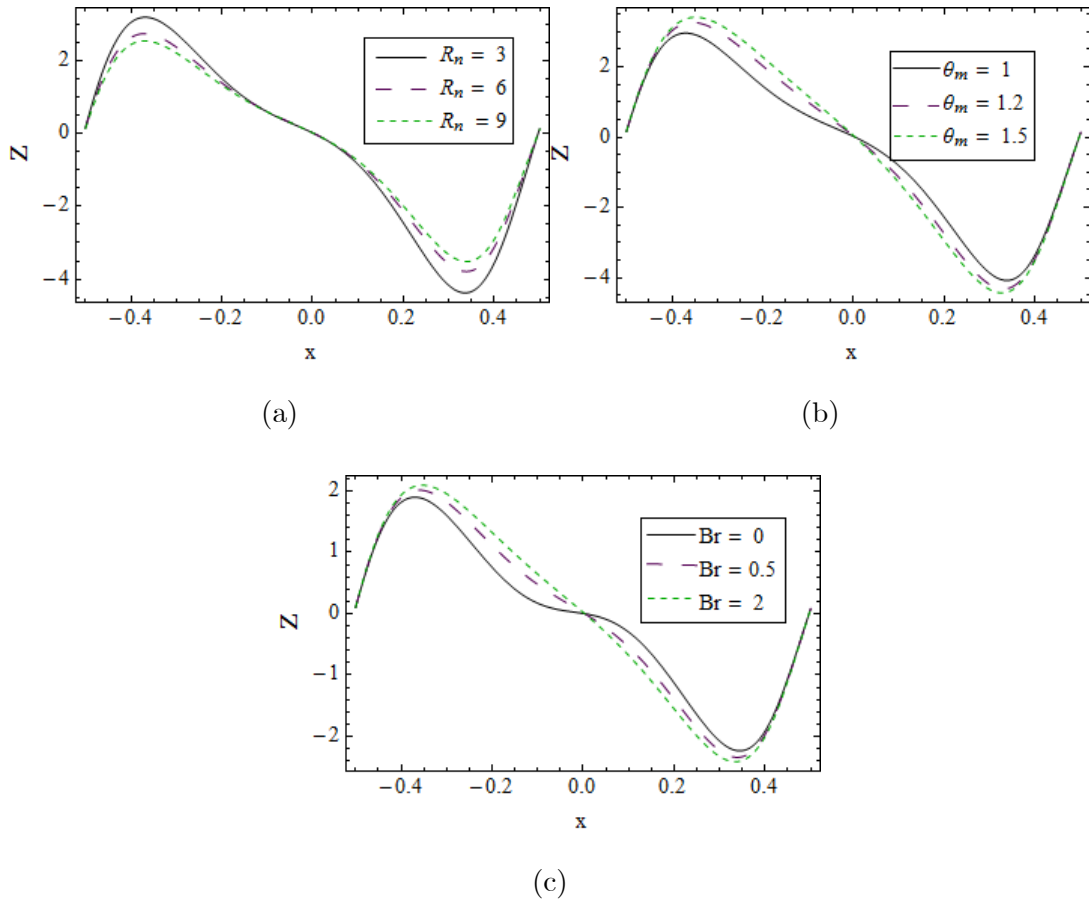 2
0
−2
−4
Z
−0.4 −0.2 0.0 0.2 0.4
x
R_n = 3
R_n = 6
R_n = 9
(a)
2
0
−2
−4
Z
−0.4 −0.2 0.0 0.2 0.4
x
θ_m = 1
θ_m = 1.2
θ_m = 1.5
(b)
2
1
0
−1
−2
Z
−0.4 −0.2 0.0 0.2 0.4
x
Br = 0
Br = 0.5
Br = 2
(c)